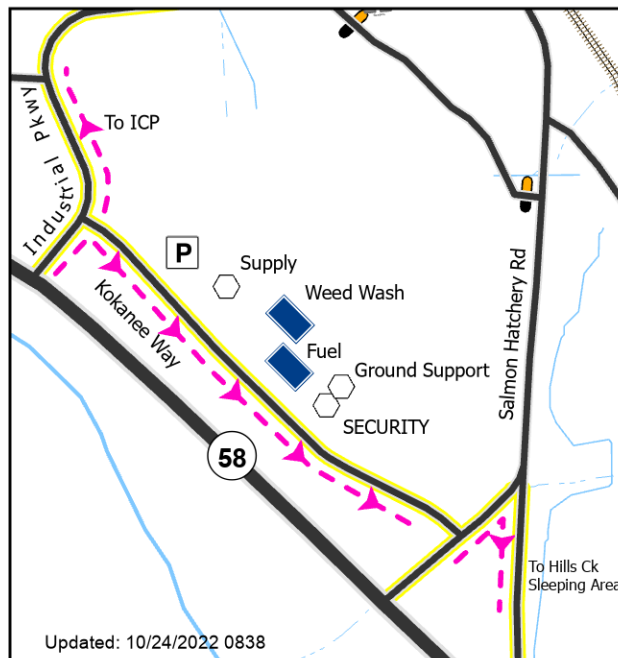 To ICP
Industrial Pkwy
P
Supply
Weed Wash
Kokanee Way
Fuel
Ground Support
SECURITY
Salmon Hatchery Rd
58
To Hills Ck
Sleeping Area
Updated: 10/24/2022 0838